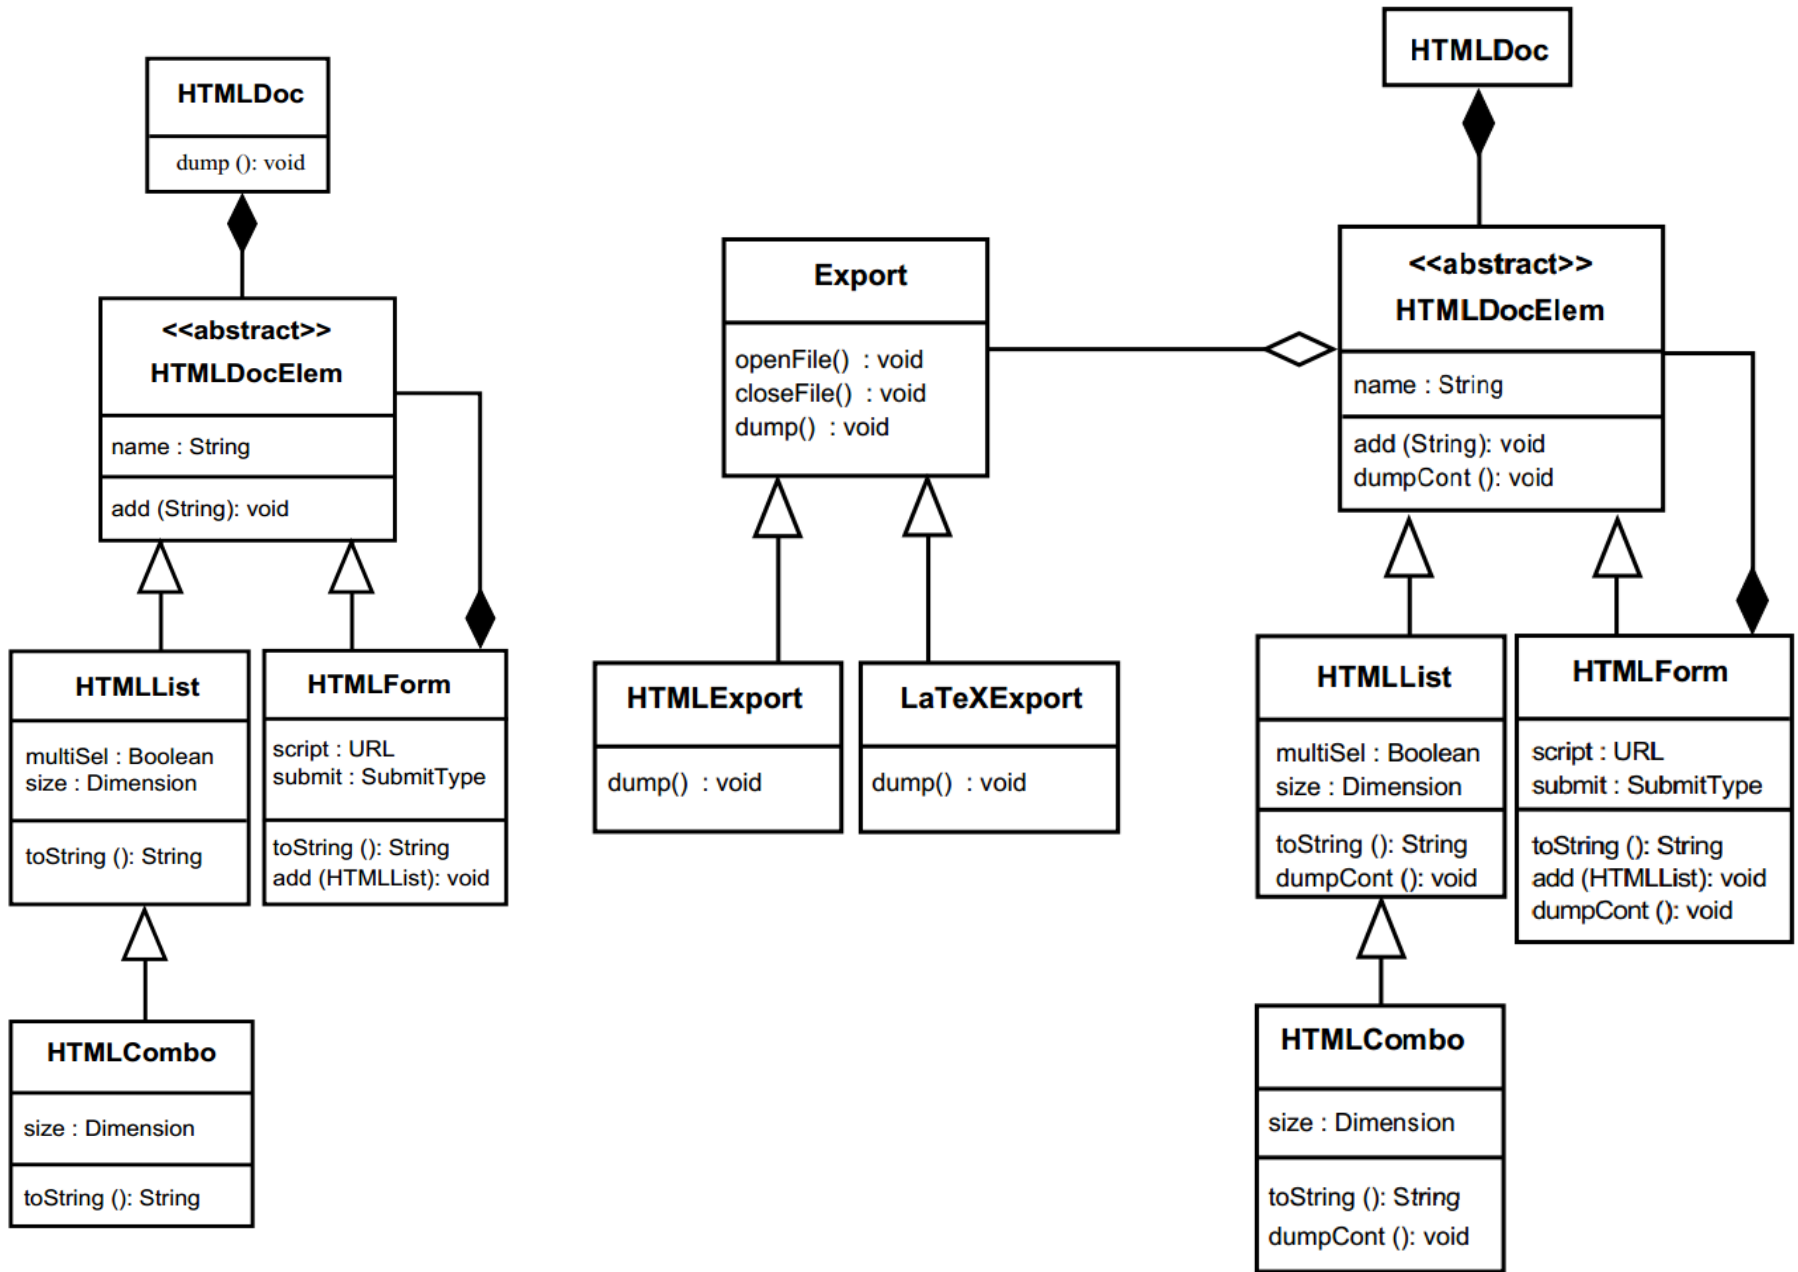 HTMLDoc
dump (): void
<<abstract>>
HTMLDocElem
name : String
add (String): void
HTMLList
multiSel : Boolean
size : Dimension
toString (): String
HTMLForm
script : URL
submit : SubmitType
toString (): String
add (HTMLList): void
HTMLCombo
size : Dimension
toString (): String
Export
openFile() : void
closeFile() : void
dump() : void
HTMLExport
dump() : void
LaTeXExport
dump() : void
HTMLDoc
<<abstract>>
HTMLDocElem
name : String
add (String): void
dumpCont (): void
HTMLList
multiSel : Boolean
size : Dimension
toString (): String
dumpCont (): void
HTMLForm
script : URL
submit : SubmitType
toString (): String
add (HTMLList): void
dumpCont (): void
HTMLCombo
size : Dimension
toString (): String
dumpCont (): void